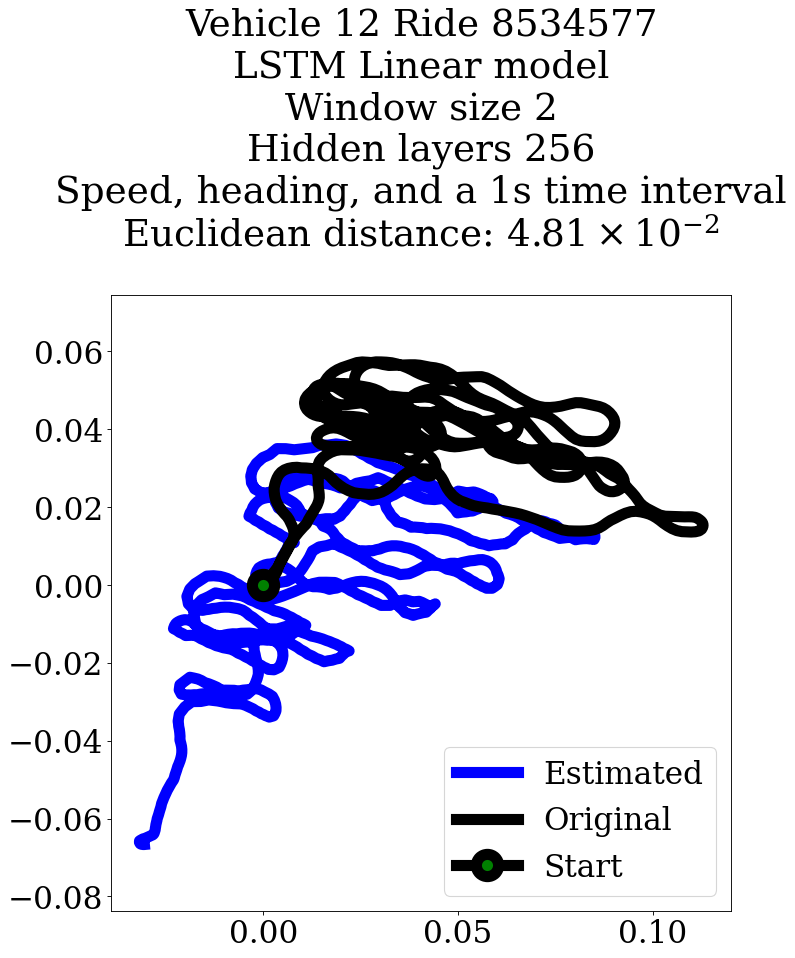 Vehicle 12 Ride 8534577
LSTM Linear model
Window size 2
Hidden layers 256
Speed, heading, and a 1s time interval
Euclidean distance: 4.81 × 10⁻²
0.06
0.04
0.02
0.00
−0.02
−0.04
−0.06
−0.08
Estimated
Original
Start
0.00 0.05 0.10